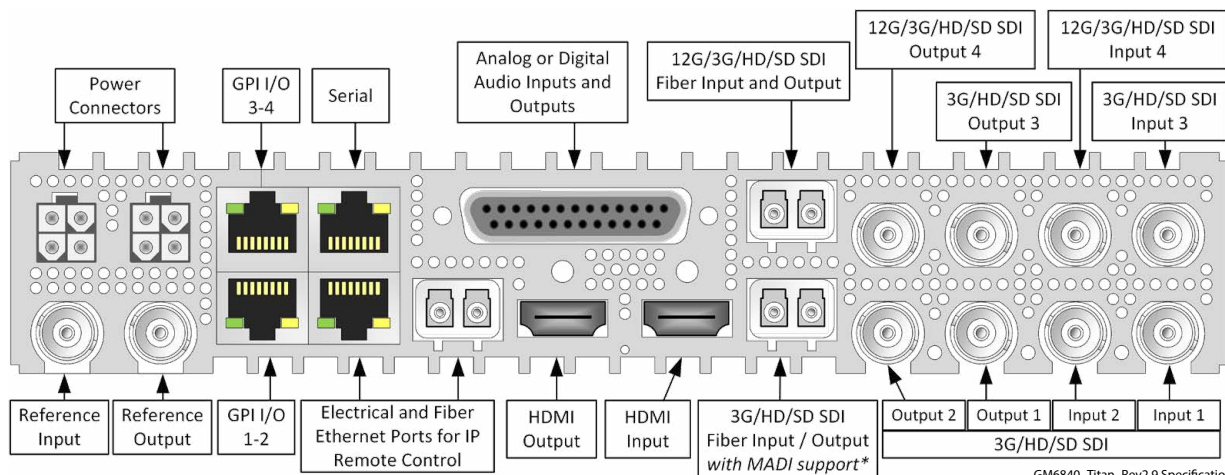 Power
Connectors
GPI I/O
3-4
Serial
Analog or Digital
Audio Inputs and
Outputs
12G/3G/HD/SD SDI
Fiber Input and Output
12G/3G/HD/SD SDI
Output 4
3G/HD/SD SDI
Output 3
12G/3G/HD/SD SDI
Input 4
3G/HD/SD SDI
Input 3
Reference
Input
Reference
Output
GPI I/O
1-2
Electrical and Fiber
Ethernet Ports for IP
Remote Control
HDMI
Output
HDMI
Input
3G/HD/SD SDI
Fiber Input / Output
with MADI support*
Output 2
Output 1
Input 2
Input 1
3G/HD/SD SDI